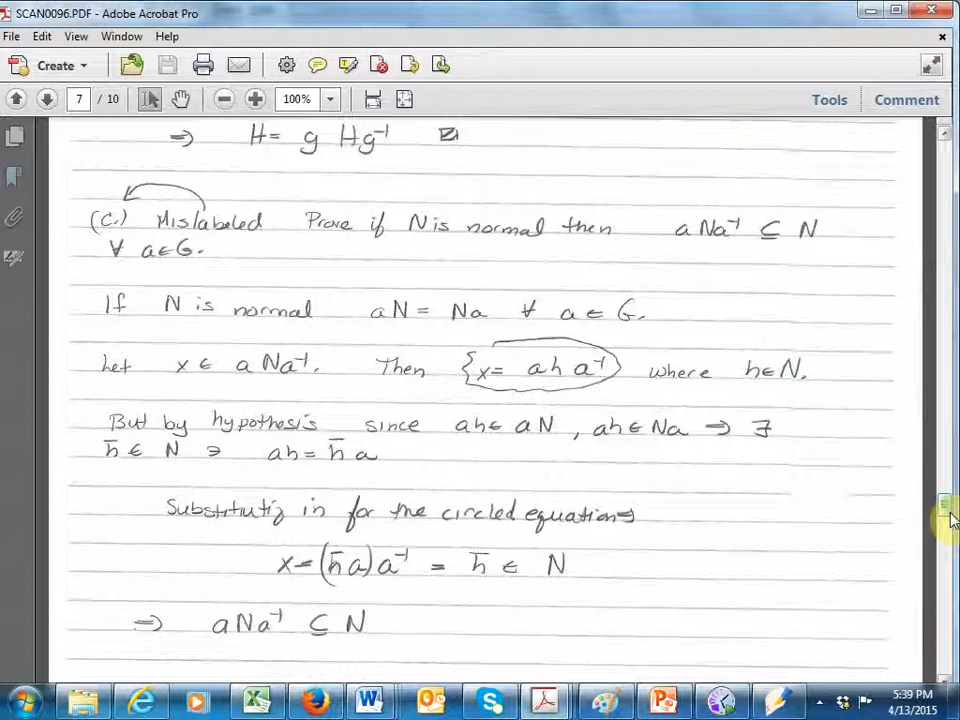 SCAN0096.PDF - Adobe Acrobat Pro
File Edit View Window Help
Create
7 / 10 100% Tools Comment
⇒ H = g Hg⁻¹
(C.) Mislabeled Prove if N is normal then aNa⁻¹ ⊆ N
∀ a∈G.
If N is normal aN = Na ∀ a ∈ G.
Let x ∈ aNa⁻¹. Then {x = aha⁻¹} where h∈N.
But by hypothesis since ah∈ aN, ah∈Na ⇒ ∃
h̅ ∈ N ∋ ah = h̅a
Substitutig in for the circled equation⇒
x = (h̅a)a⁻¹ = h̅ ∈ N
⇒ aNa⁻¹ ⊆ N
5:39 PM
4/13/2015